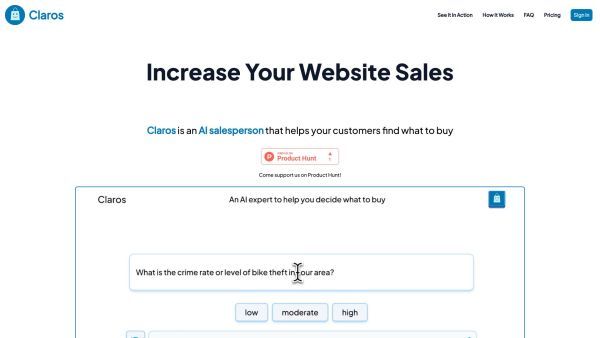 Claros
See It In Action How It Works FAQ Pricing Sign In
Increase Your Website Sales
Claros is an AI salesperson that helps your customers find what to buy
Product Hunt
Come support us on Product Hunt!
Claros An AI expert to help you decide what to buy
What is the crime rate or level of bike theft in your area?
low moderate high